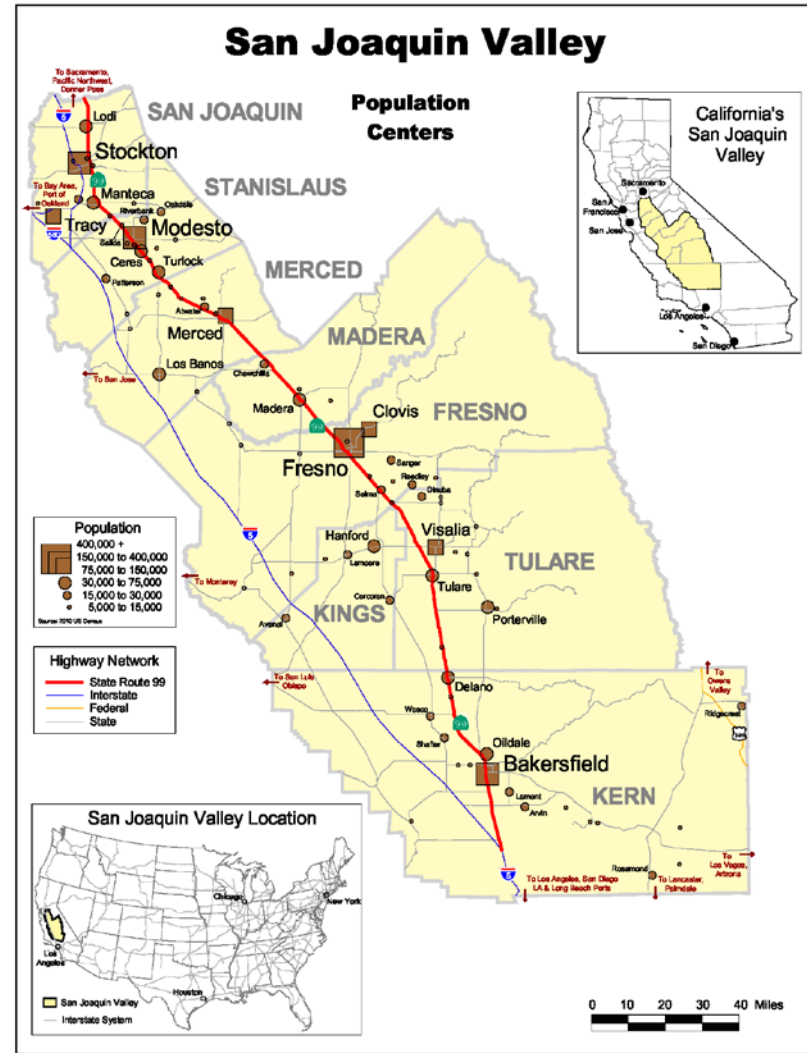 San Joaquin Valley
Population
Centers
To Sacramento,
Pacific Northwest,
Donner Pass
5
Lodi
SAN JOAQUIN
Stockton
99
To Bay Area,
Port of
Oakland
Manteca
STANISLAUS
Riverbank
Oakdale
Tracy
Modesto
Salida
Ceres
Turlock
MERCED
Patterson
Atwater
Merced
MADERA
Los Banos
To San Jose
Chowchilla
Madera
99
Clovis
FRESNO
Fresno
Sanger
Reedley
Selma
Dinuba
5
Hanford
Visalia
Lemoore
TULARE
To Monterey
Tulare
KINGS
Corcoran
Porterville
Avenal
To San Luis
Obispo
Delano
To
Owens
Valley
Wasco
99
Ridgecrest
395
Shafter
Oildale
Bakersfield
KERN
Lamont
Arvin
To
Los Vegas,
Arizona
Rosamond
5
To Los Angeles, San Diego
LA & Long Beach Ports
To Lancaster,
Palmdale
California's
San Joaquin
Valley
Sacramento
San
Francisco
San Jose
Los Angeles
San Diego
Population
400,000 +
150,000 to 400,000
75,000 to 150,000
30,000 to 75,000
15,000 to 30,000
5,000 to 15,000
Source: 2010 US Census
Highway Network
State Route 99
Interstate
Federal
State
San Joaquin Valley Location
Chicago
New York
Los
Angeles
Houston
San Joaquin Valley
Interstate System
0 10 20 30 40 Miles